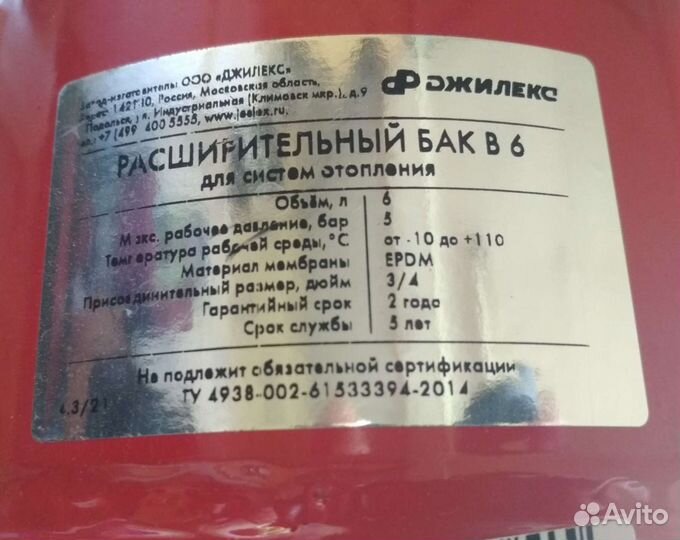 Завод-изготовитель: ООО «ДЖИЛЕКС»
Адрес: 142110, Россия, Московская область,
Подольск, ул. Индустриальная (Климовск мкр.), д.9
тел.: +7 (499) 400 5555, www.jeelex.ru
ДЖИЛЕКС
РАСШИРИТЕЛЬНЫЙ БАК В 6
для систем отопления
Объём, л 6
Макс. рабочее давление, бар 5
Температура рабочей среды, °С от -10 до +110
Материал мембраны EPDM
Присоединительный размер, дюйм 3/4
Гарантийный срок 2 года
Срок службы 5 лет
Не подлежит обязательной сертификации
ТУ 4938-002-61533394-2014
Avito